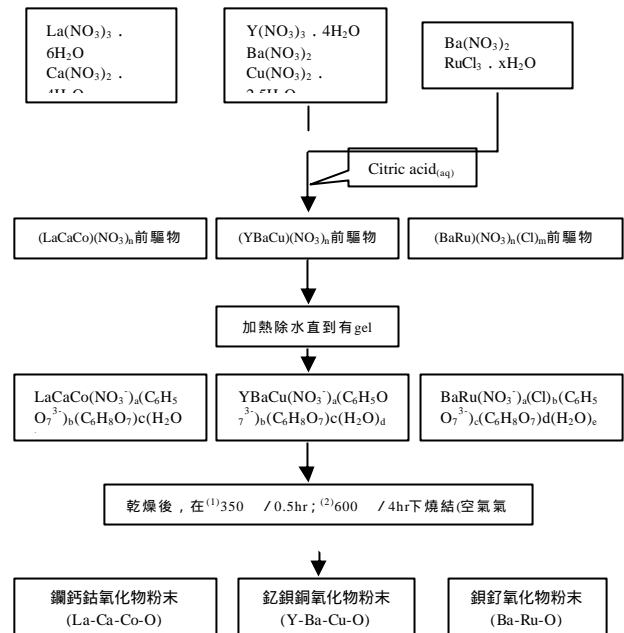 La(NO₃)₃．
6H₂O
Ca(NO₃)₂．
4H₂O
Y(NO₃)₃．4H₂O
Ba(NO₃)₂
Cu(NO₃)₂．
2.5H₂O
Ba(NO₃)₂
RuCl₃．xH₂O
Citric acid₍aq₎
(LaCaCo)(NO₃)ₙ前驅物
(YBaCu)(NO₃)ₙ前驅物
(BaRu)(NO₃)ₙ(Cl)ₘ前驅物
加熱除水直到有gel
LaCaCo(NO₃⁻)ₐ(C₆H₅
O₇³⁻)b(C₆H₈O₇)c(H₂O
YBaCu(NO₃⁻)ₐ(C₆H₅O
₇³⁻)b(C₆H₈O₇)c(H₂O)d
BaRu(NO₃⁻)ₐ(Cl)b(C₆H₅
O₇³⁻)c(C₆H₈O₇)d(H₂O)ₑ
乾燥後，在⁽¹⁾350 /0.5hr；⁽²⁾600 /4hr下燒結(空氣氣
鑭鈣鈷氧化物粉末
(La-Ca-Co-O)
釔鋇銅氧化物粉末
(Y-Ba-Cu-O)
鋇釕氧化物粉末
(Ba-Ru-O)